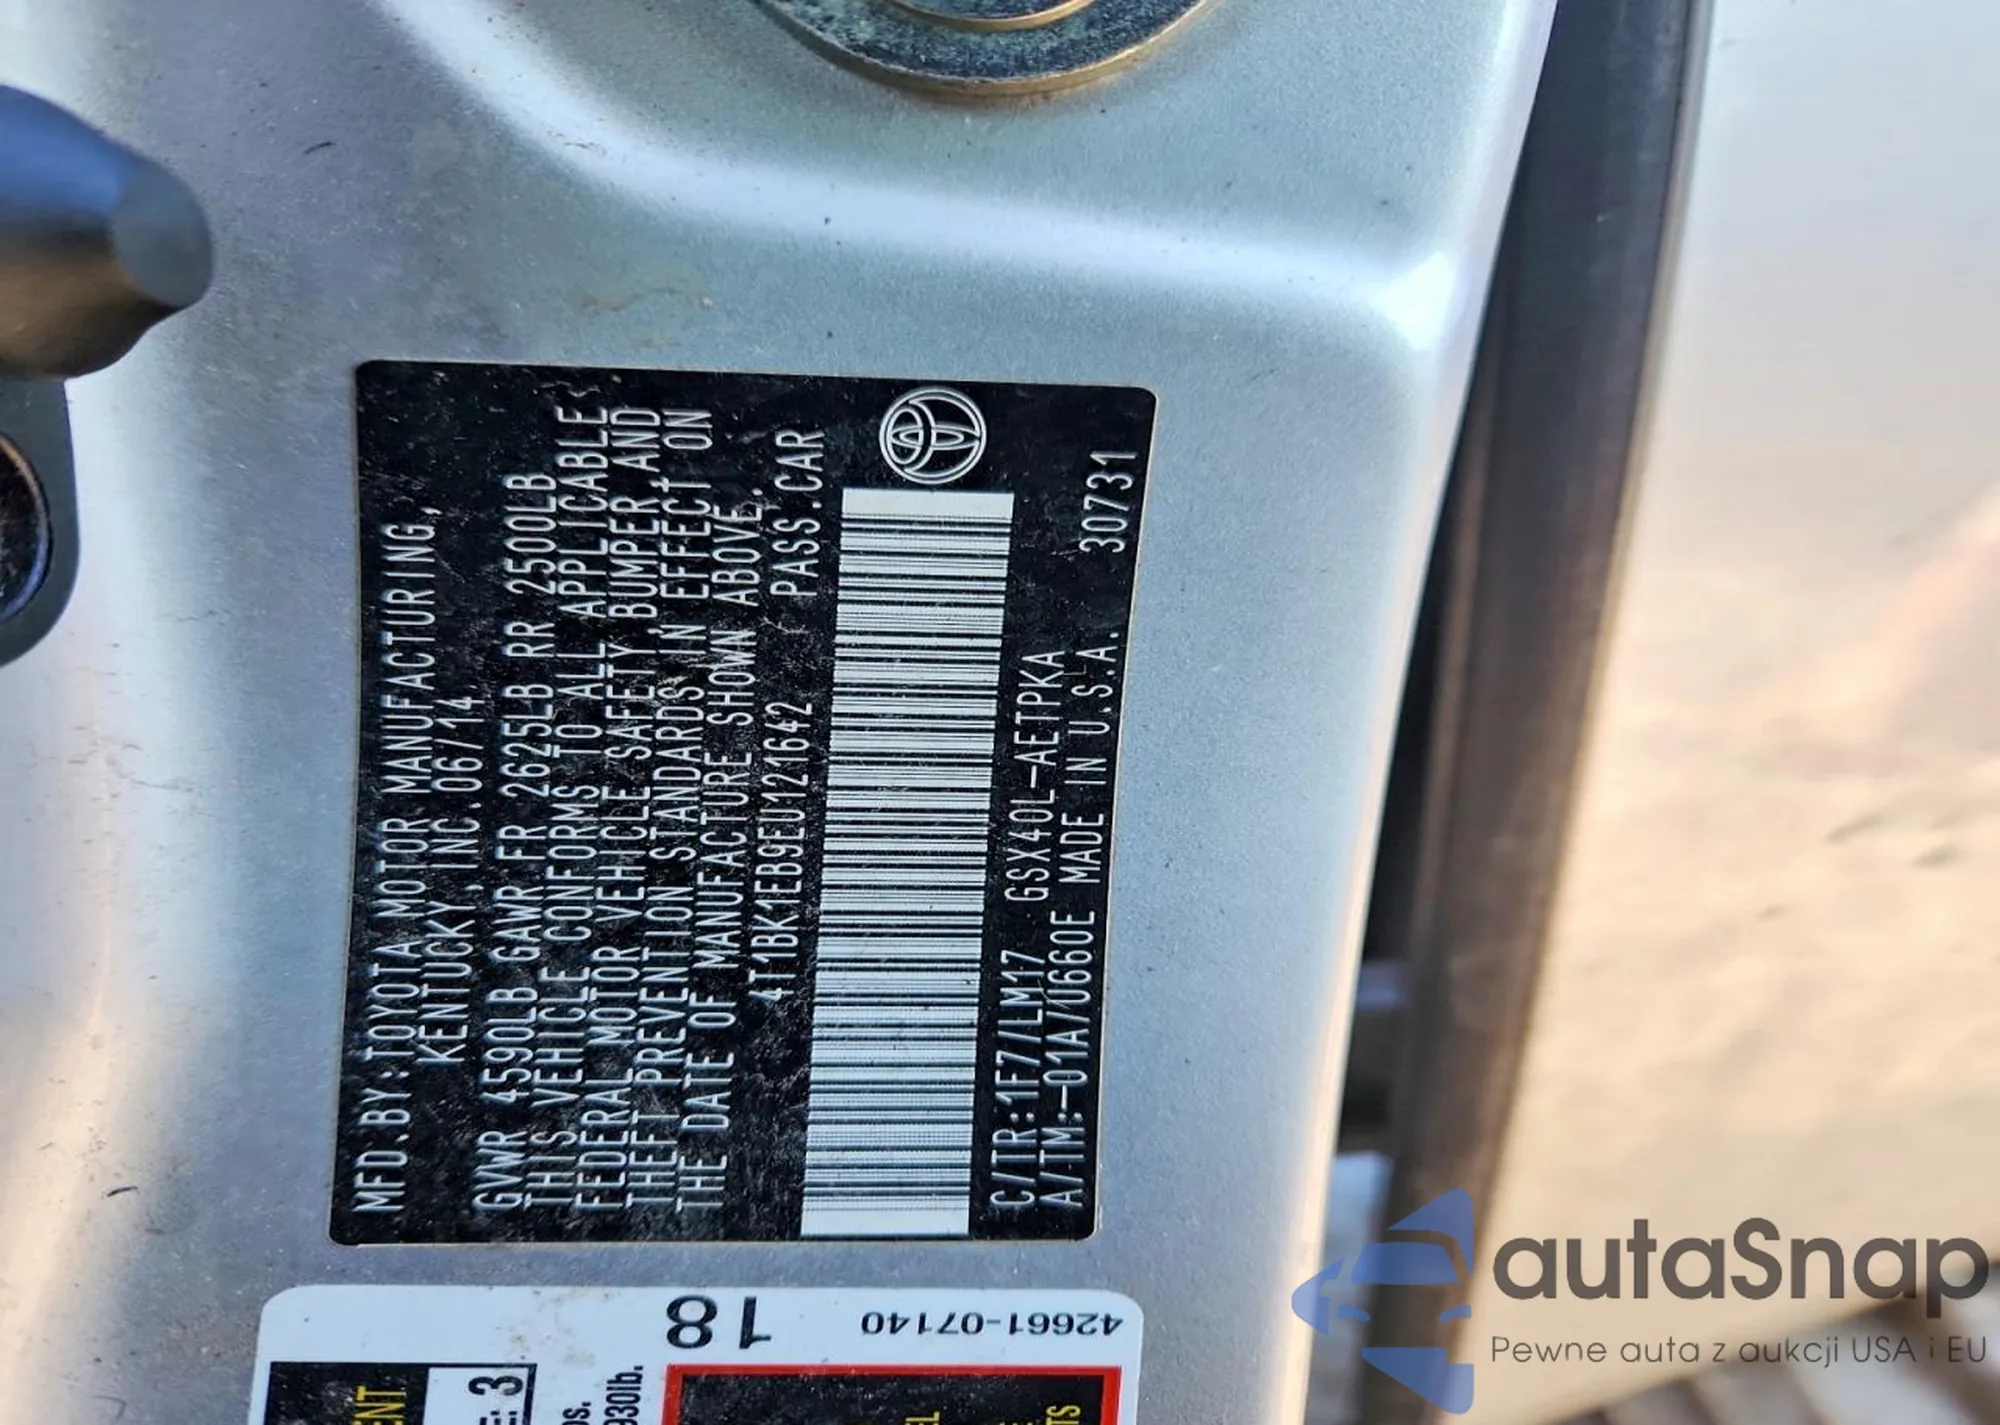 MFD.BY:TOYOTA MOTOR MANUFACTURING,
KENTUCKY,INC.06/14
GVWR 4590LB GAWR FR 2625LB RR 2500LB
THIS VEHICLE CONFORMS TO ALL APPLICABLE
FEDERAL MOTOR VEHICLE SAFETY, BUMPER,AND
THEFT PREVENTION STANDARDS IN EFFECT ON
THE DATE OF MANUFACTURE SHOWN ABOVE.
4T1BK1EB9EU121642 PASS.CAR
C/TR:1F7/LM17 GSX40L-AETPKA
A/TM:-01A/U660E MADE IN U.S.A. 30731
42661-07140
18
3
930lb.
autaSnap
Pewne auta z aukcji USA i EU